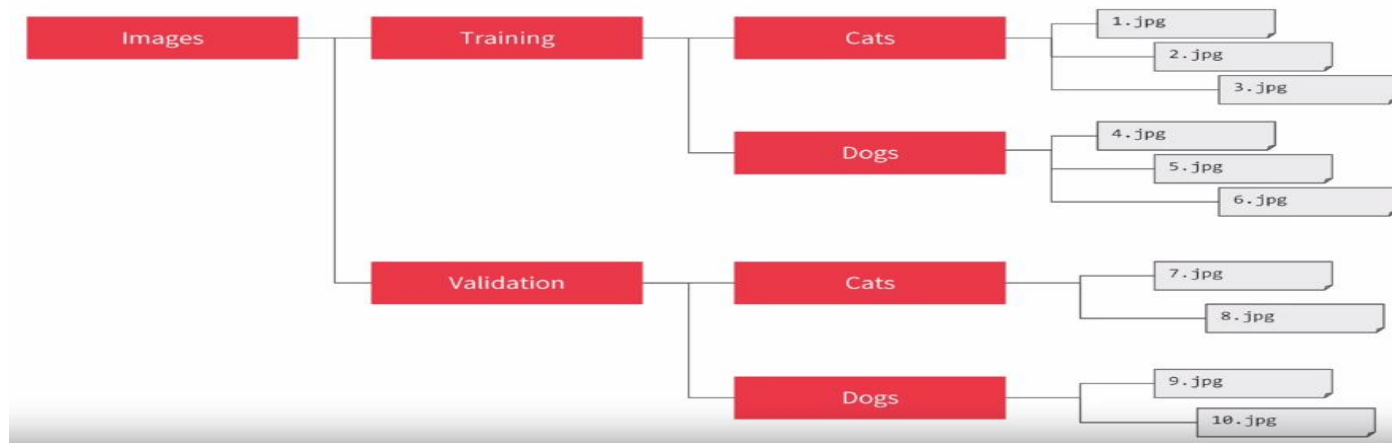 Images
Training
Cats
1.jpg
2.jpg
3.jpg
Dogs
4.jpg
5.jpg
6.jpg
Validation
Cats
7.jpg
8.jpg
Dogs
9.jpg
10.jpg